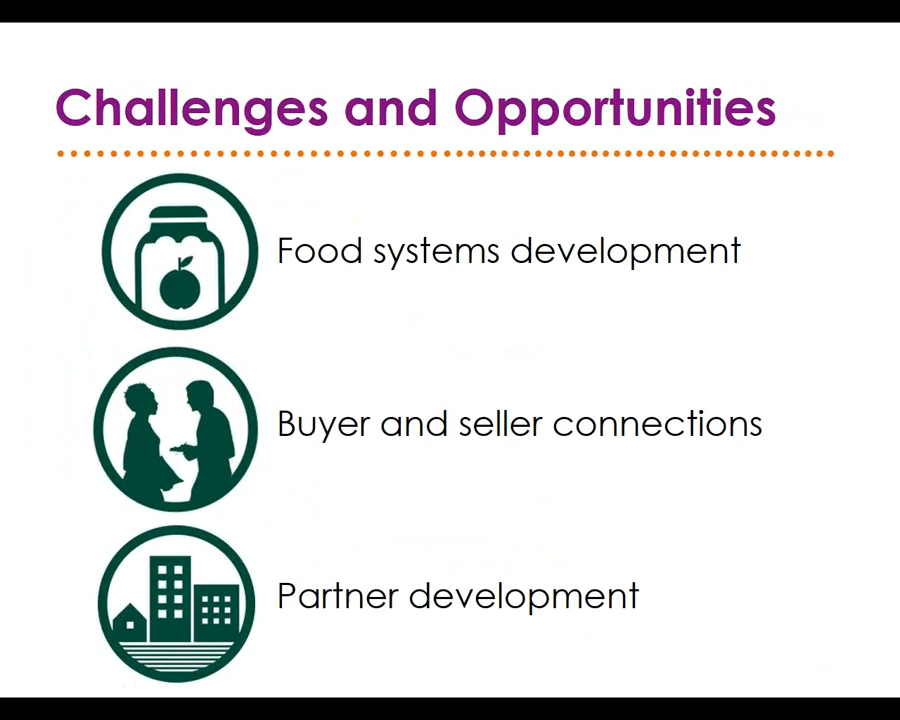 Challenges and Opportunities
Food systems development
Buyer and seller connections
Partner development